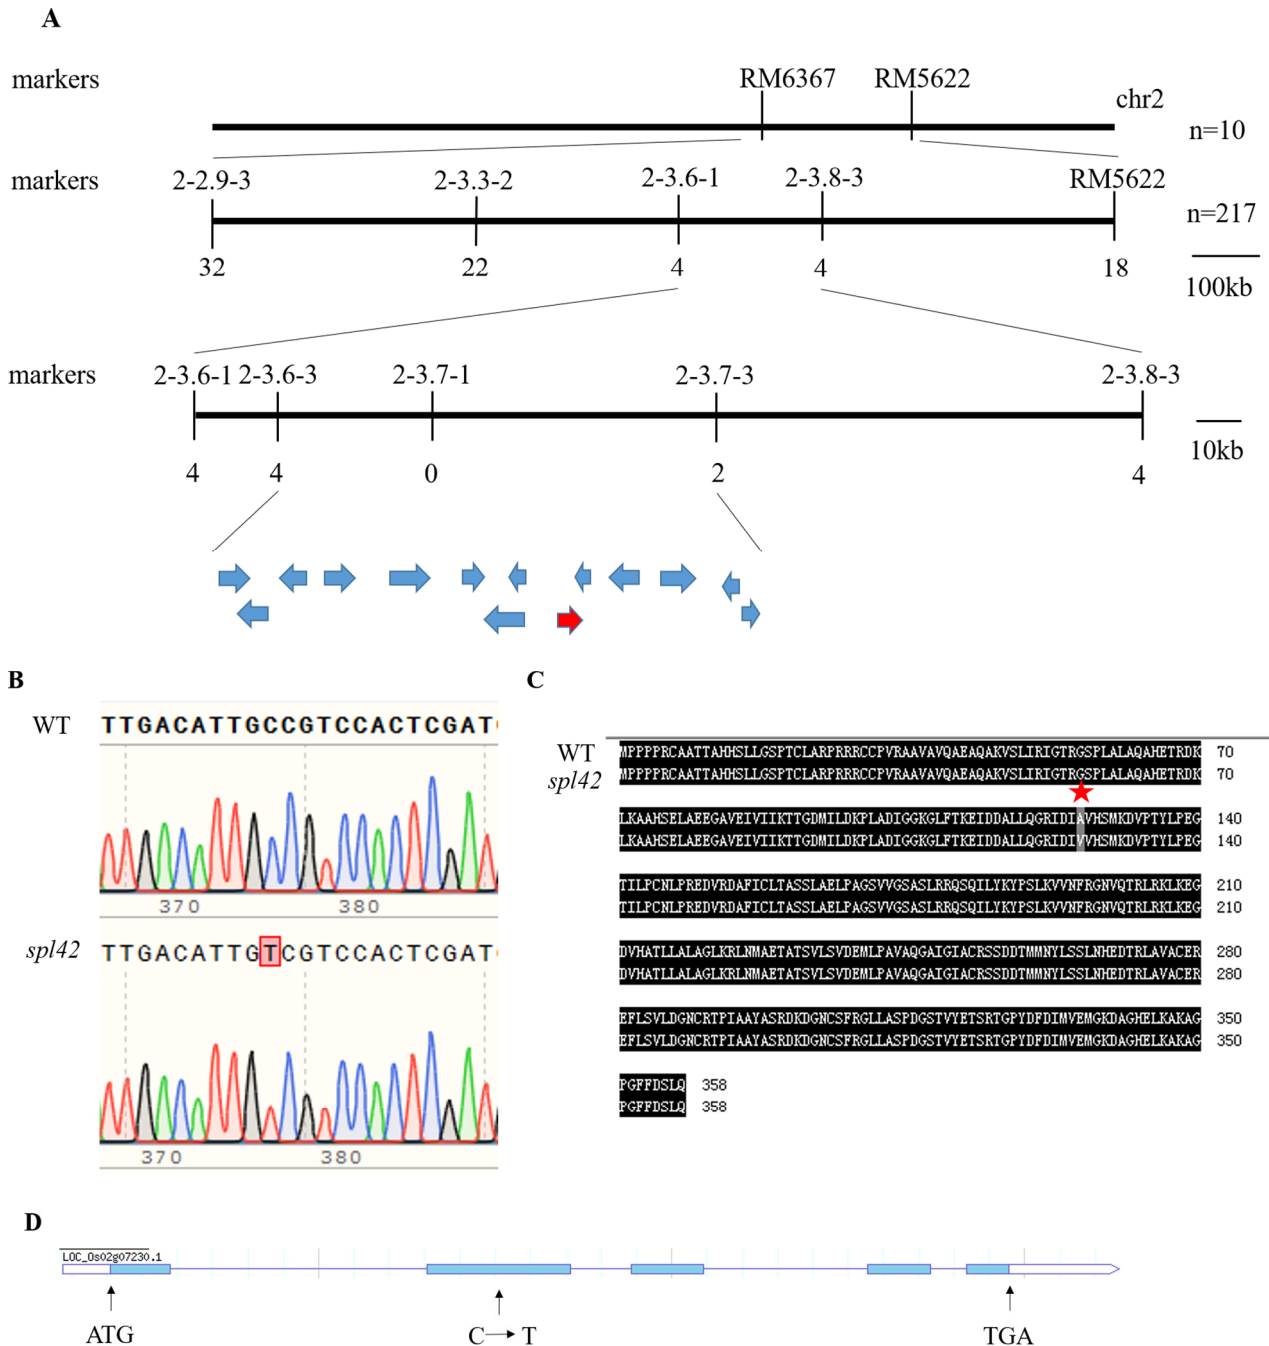 A
markers RM6367 RM5622 chr2
n=10
markers 2-2.9-3 2-3.3-2 2-3.6-1 2-3.8-3 RM5622
n=217
32 22 4 4 18
100kb
markers 2-3.6-1 2-3.6-3 2-3.7-1 2-3.7-3 2-3.8-3
10kb
4 4 0 2 4
B
WT TTGACATTGCCGTCCACTCGAT
370 380
spl42 TTGACATTGTCGTCCACTCGAT
370 380
C
WT MPPPPRCAATTAHHSLLGSPTCLARPRRRCCPVRAAVAVQAEAQAKVSLIRIGTRGSPLALAQAHETRDK 70
spl42 MPPPPRCAATTAHHSLLGSPTCLARPRRRCCPVRAAVAVQAEAQAKVSLIRIGTRGSPLALAQAHETRDK 70
LKAAHSELAEEGAVEIVIIKTTGDMILDKPLADIGGKGLFTKEIDDALLQGRIDIAVHSMKDVPTYLPEG 140
LKAAHSELAEEGAVEIVIIKTTGDMILDKPLADIGGKGLFTKEIDDALLQGRIDIVVHSMKDVPTYLPEG 140
TILPCNLPREDVRDAFICLTASSLAELPAGSVVGSASLRRQSQILYKYPSLKVVNFRGNVQTRLRKLKEG 210
TILPCNLPREDVRDAFICLTASSLAELPAGSVVGSASLRRQSQILYKYPSLKVVNFRGNVQTRLRKLKEG 210
DVHATLLALAGLKRLNMAETATSVLSVDEMLPAVAQGAIGIACRSSDDTMMNYLSSLNHEDTRLAVACER 280
DVHATLLALAGLKRLNMAETATSVLSVDEMLPAVAQGAIGIACRSSDDTMMNYLSSLNHEDTRLAVACER 280
EFLSVLDGNCRTPIAAYASRDKDGNCSFRGLLASPDGSTVYETSRTGPYDFDIMVEMGKDAGHELKAKAG 350
EFLSVLDGNCRTPIAAYASRDKDGNCSFRGLLASPDGSTVYETSRTGPYDFDIMVEMGKDAGHELKAKAG 350
PGFFDSLQ 358
PGFFDSLQ 358
D
LOC_Os02g07230.1
ATG C→T TGA